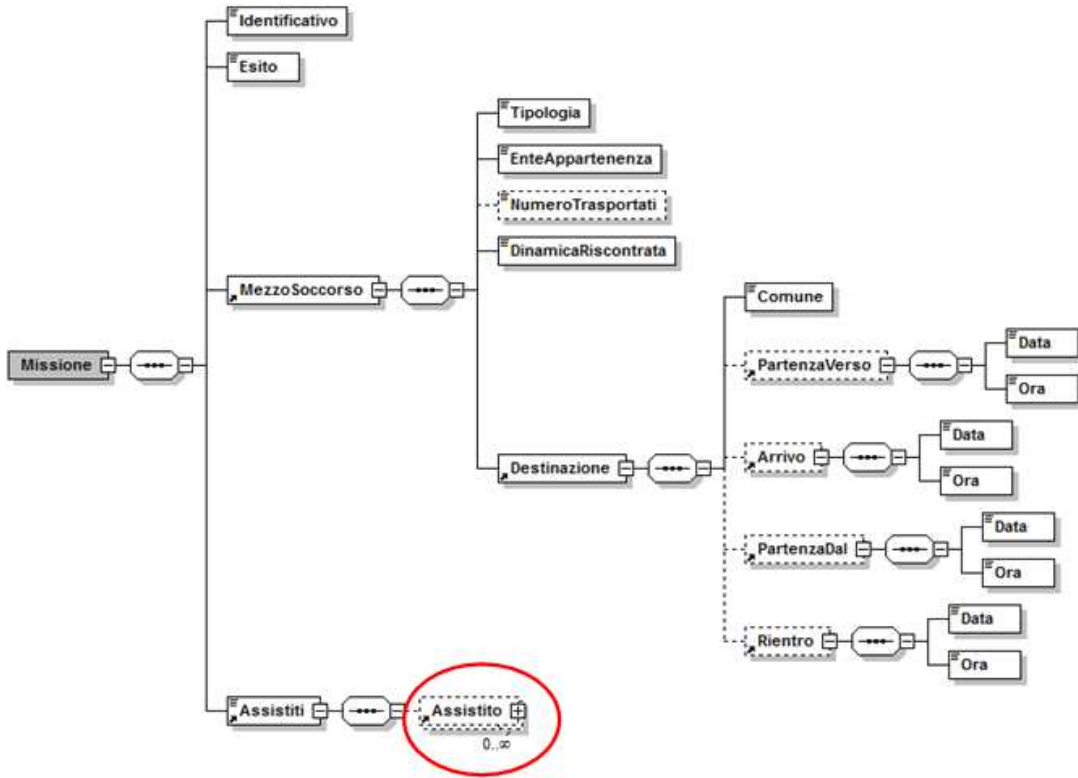 Identificativo
Esito
Tipologia
EnteAppartenenza
NumeroTrasportati
DinamicaRiscontrata
MezzoSoccorso
Comune
Missione
PartenzaVerso
Data
Ora
Destinazione
Arrivo
Data
Ora
PartenzaDal
Data
Ora
Rientro
Data
Ora
Assistiti
Assistito
0..∞